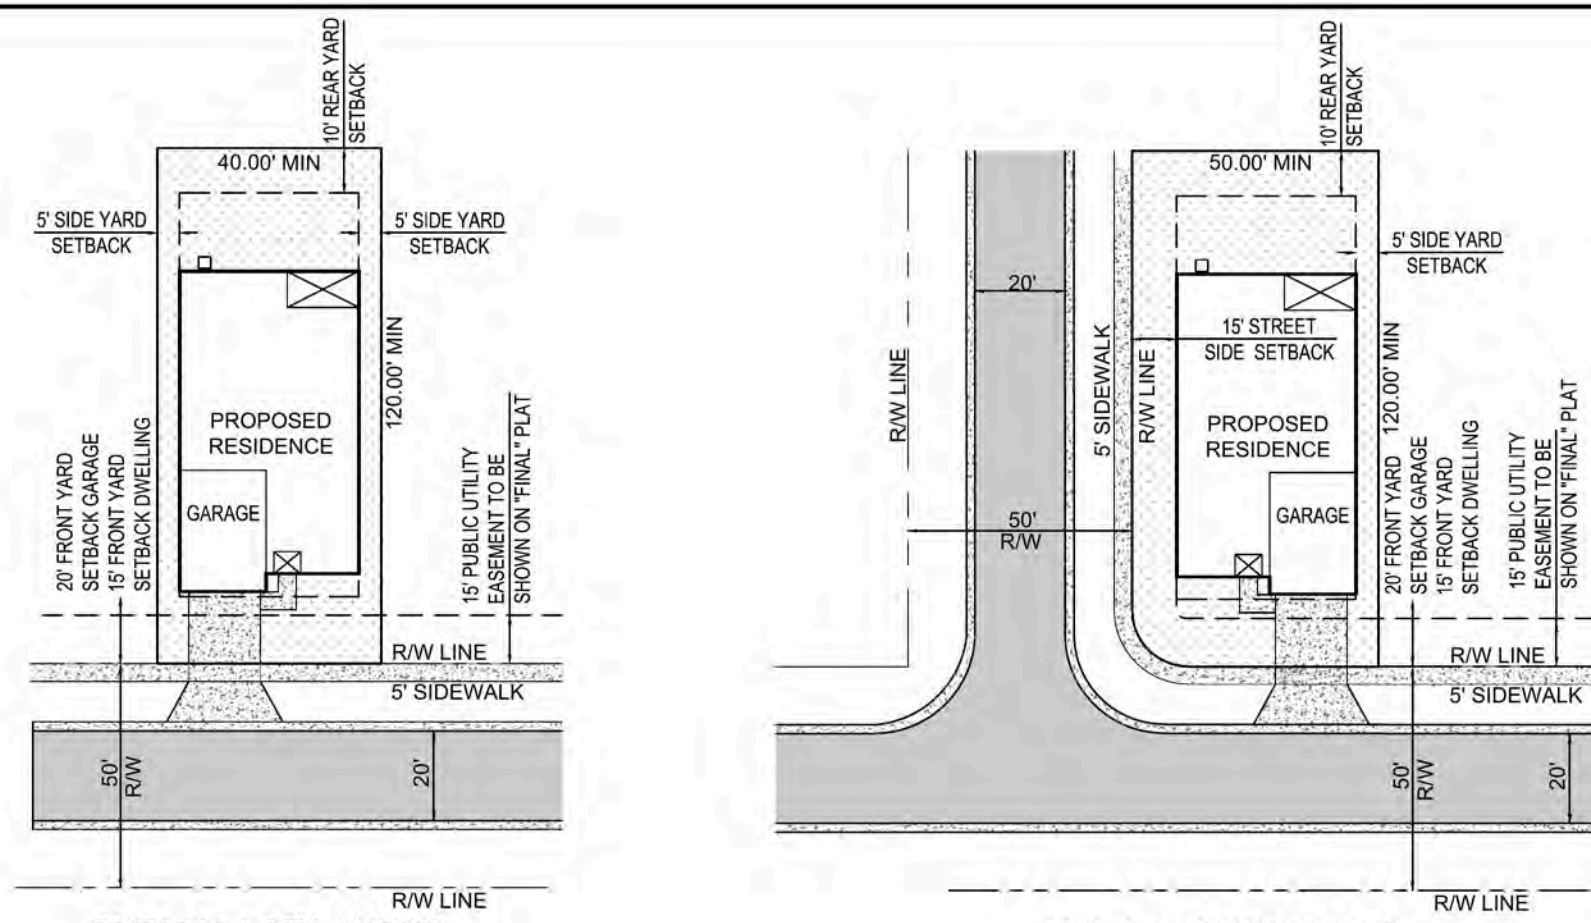 10' REAR YARD
SETBACK
40.00' MIN
5' SIDE YARD
SETBACK
5' SIDE YARD
SETBACK
120.00' MIN
PROPOSED
RESIDENCE
GARAGE
20' FRONT YARD
SETBACK GARAGE
15' FRONT YARD
SETBACK DWELLING
15' PUBLIC UTILITY
EASEMENT TO BE
SHOWN ON "FINAL" PLAT
R/W LINE
5' SIDEWALK
50'
R/W
20'
R/W LINE
10' REAR YARD
SETBACK
50.00' MIN
5' SIDE YARD
SETBACK
20'
15' STREET
SIDE SETBACK
R/W LINE
5' SIDEWALK
R/W LINE
120.00' MIN
PROPOSED
RESIDENCE
GARAGE
50'
R/W
20' FRONT YARD
SETBACK GARAGE
15' FRONT YARD
SETBACK DWELLING
15' PUBLIC UTILITY
EASEMENT TO BE
SHOWN ON "FINAL" PLAT
R/W LINE
5' SIDEWALK
50'
R/W
20'
R/W LINE